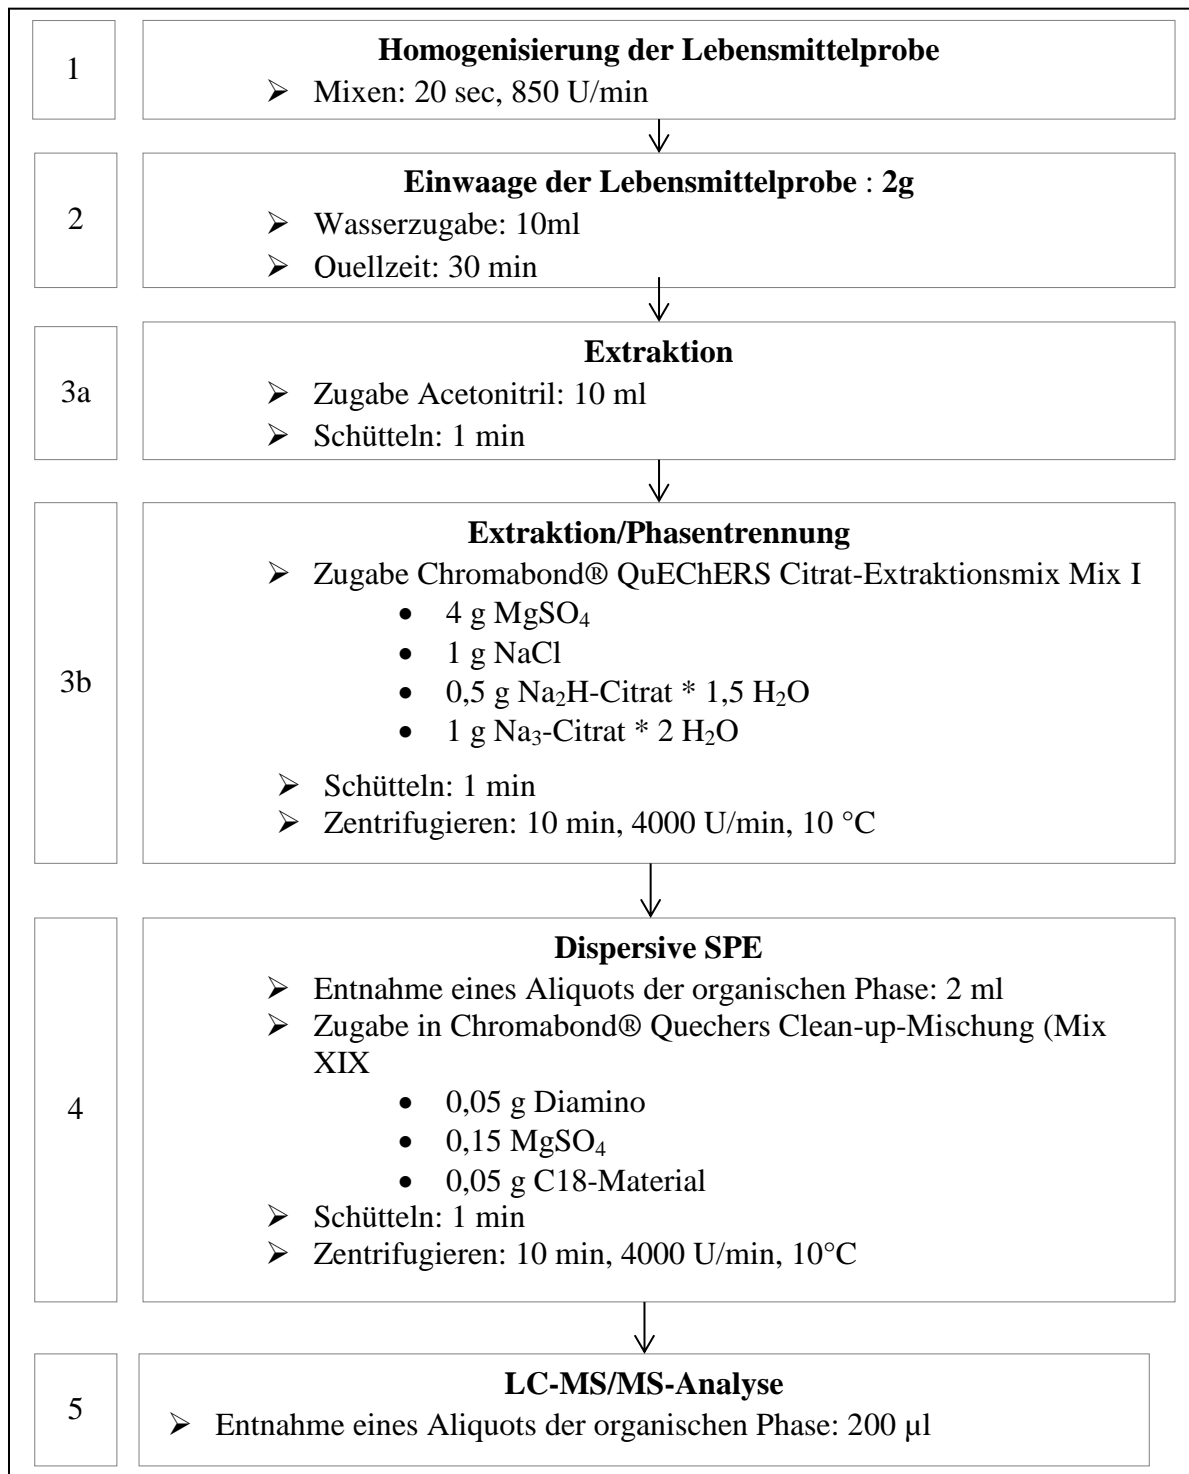 1
Homogenisierung der Lebensmittelprobe
➢ Mixen: 20 sec, 850 U/min
2
Einwaage der Lebensmittelprobe : 2g
➢ Wasserzugabe: 10ml
➢ Quellzeit: 30 min
3a
Extraktion
➢ Zugabe Acetonitril: 10 ml
➢ Schütteln: 1 min
3b
Extraktion/Phasentrennung
➢ Zugabe Chromabond® QuEChERS Citrat-Extraktionsmix Mix I
• 4 g MgSO₄
• 1 g NaCl
• 0,5 g Na₂H-Citrat * 1,5 H₂O
• 1 g Na₃-Citrat * 2 H₂O
➢ Schütteln: 1 min
➢ Zentrifugieren: 10 min, 4000 U/min, 10 °C
4
Dispersive SPE
➢ Entnahme eines Aliquots der organischen Phase: 2 ml
➢ Zugabe in Chromabond® Quechers Clean-up-Mischung (Mix
XIX
• 0,05 g Diamino
• 0,15 MgSO₄
• 0,05 g C18-Material
➢ Schütteln: 1 min
➢ Zentrifugieren: 10 min, 4000 U/min, 10°C
5
LC-MS/MS-Analyse
➢ Entnahme eines Aliquots der organischen Phase: 200 µl